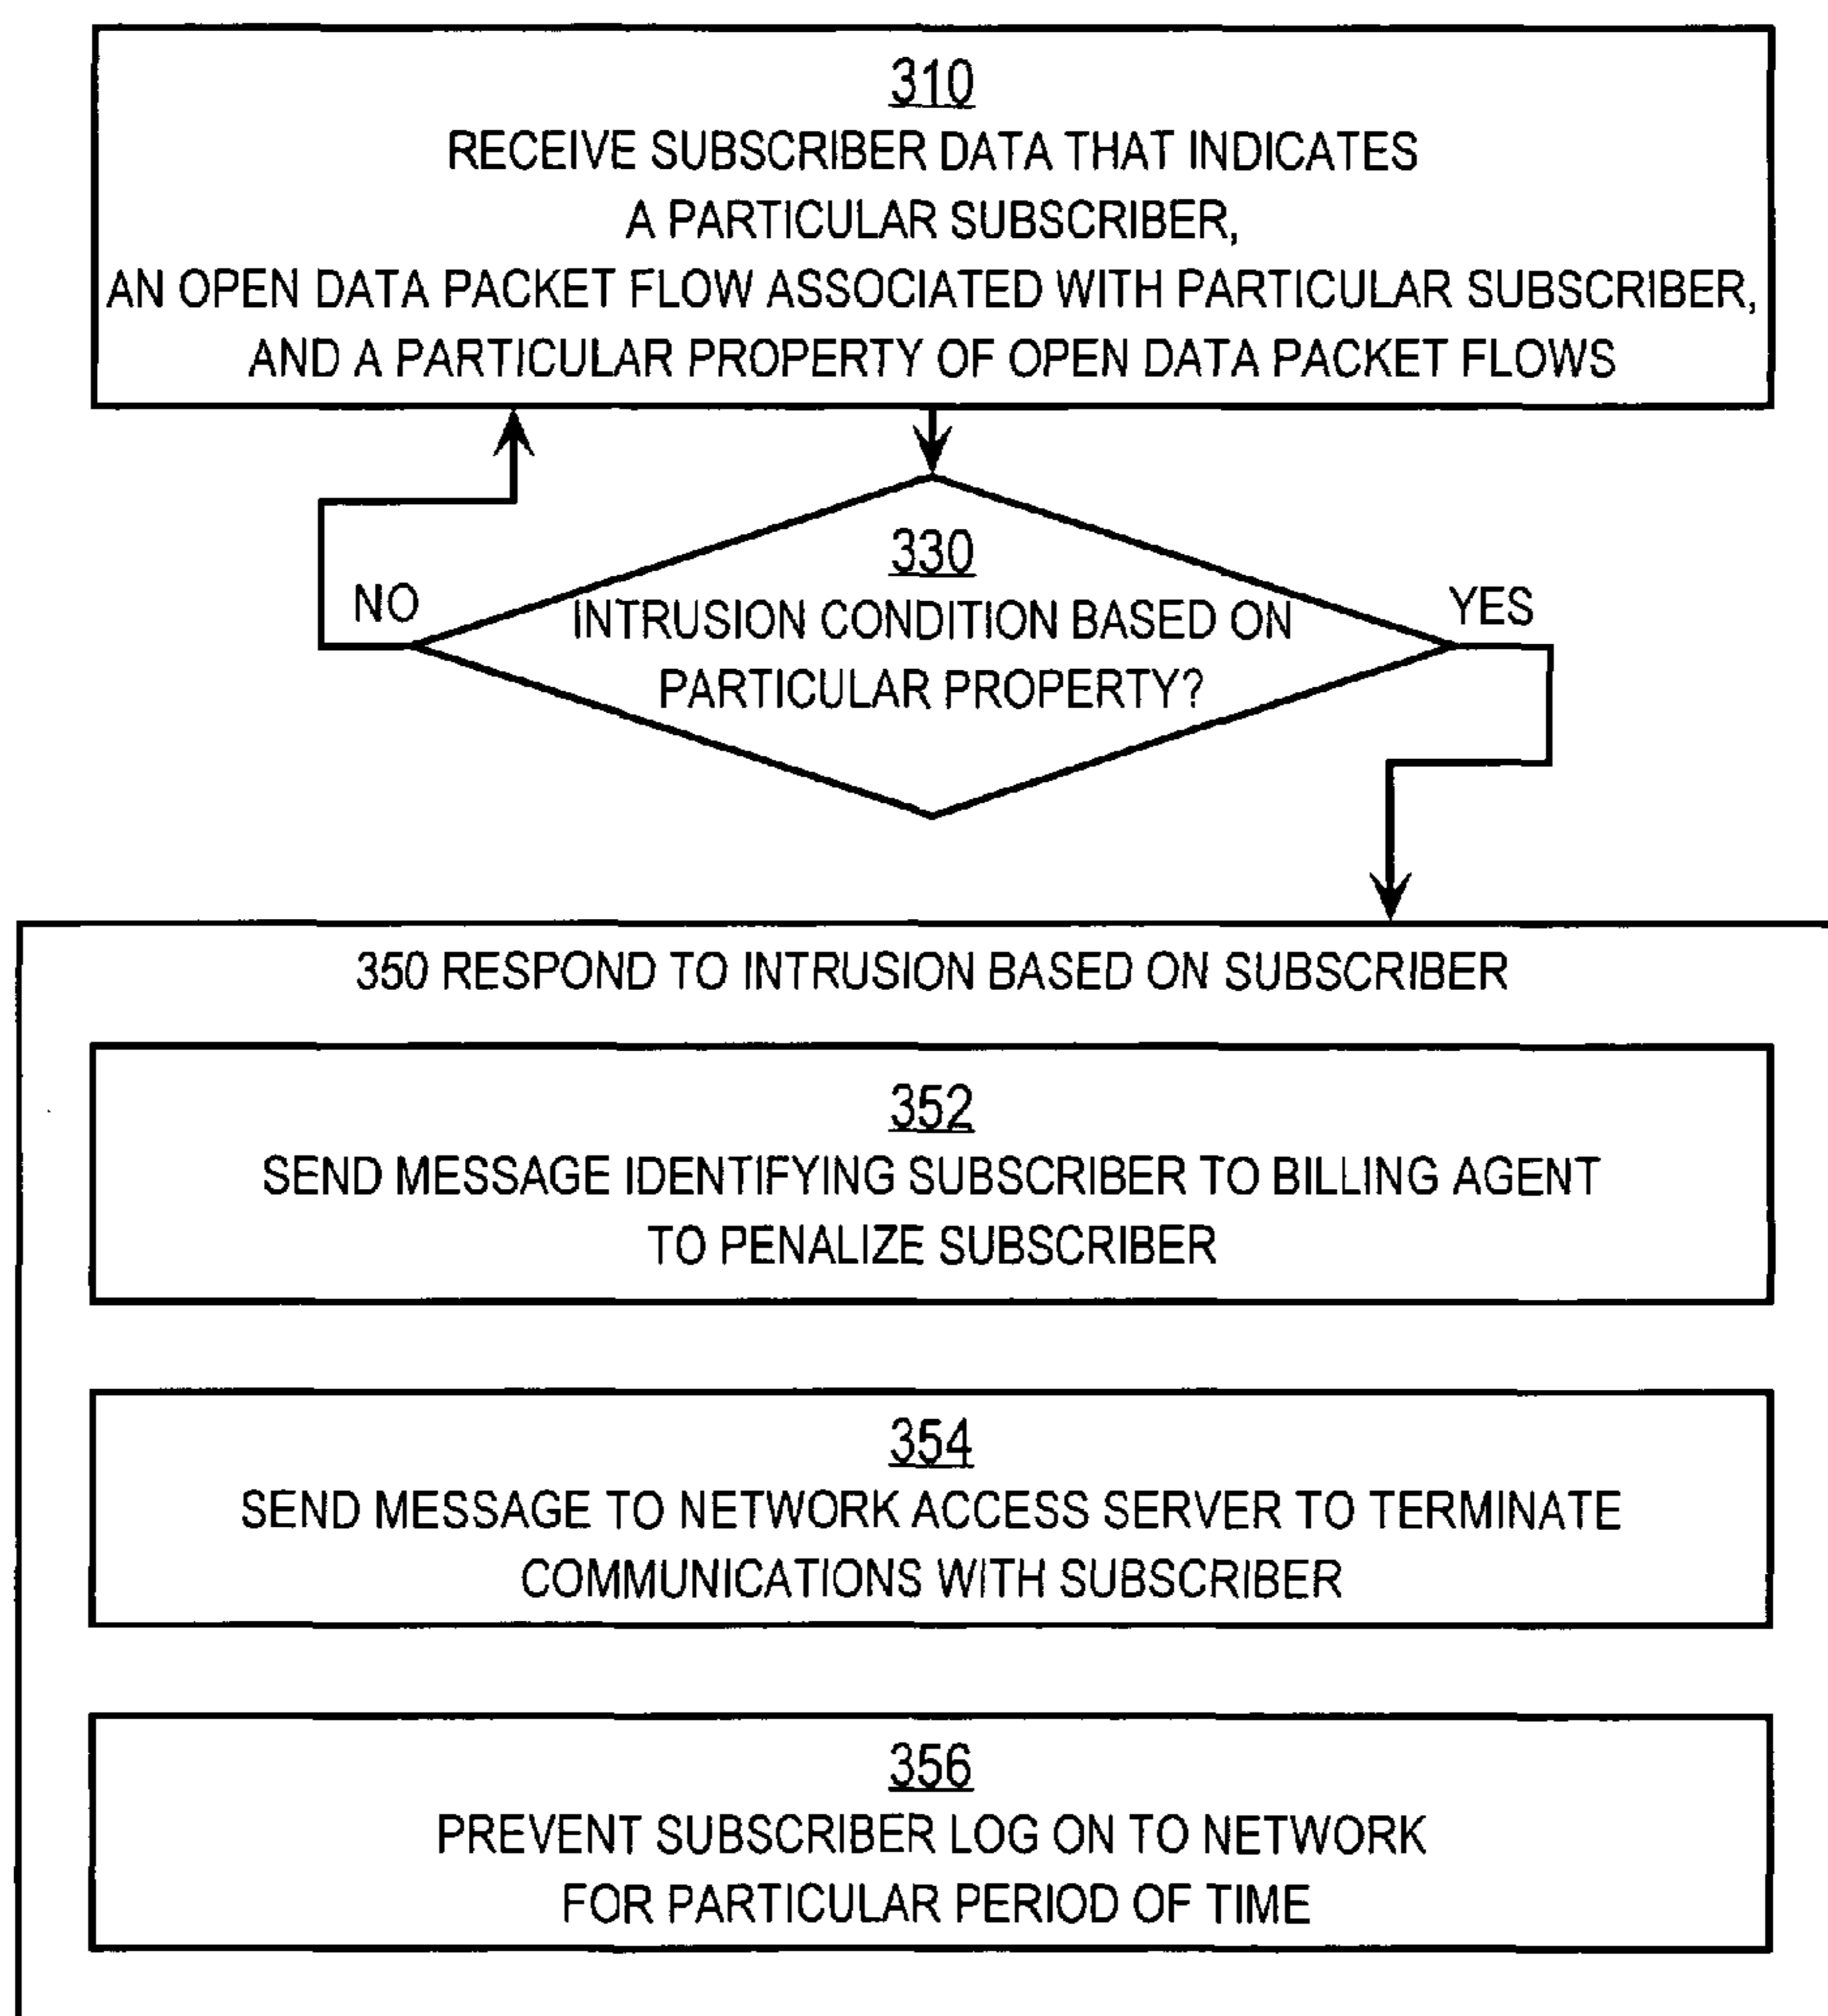 310
RECEIVE SUBSCRIBER DATA THAT INDICATES
A PARTICULAR SUBSCRIBER,
AN OPEN DATA PACKET FLOW ASSOCIATED WITH PARTICULAR SUBSCRIBER,
AND A PARTICULAR PROPERTY OF OPEN DATA PACKET FLOWS
330
NO
INTRUSION CONDITION BASED ON
YES
PARTICULAR PROPERTY?
350 RESPOND TO INTRUSION BASED ON SUBSCRIBER
352
SEND MESSAGE IDENTIFYING SUBSCRIBER TO BILLING AGENT
TO PENALIZE SUBSCRIBER
354
SEND MESSAGE TO NETWORK ACCESS SERVER TO TERMINATE
COMMUNICATIONS WITH SUBSCRIBER
356
PREVENT SUBSCRIBER LOG ON TO NETWORK
FOR PARTICULAR PERIOD OF TIME